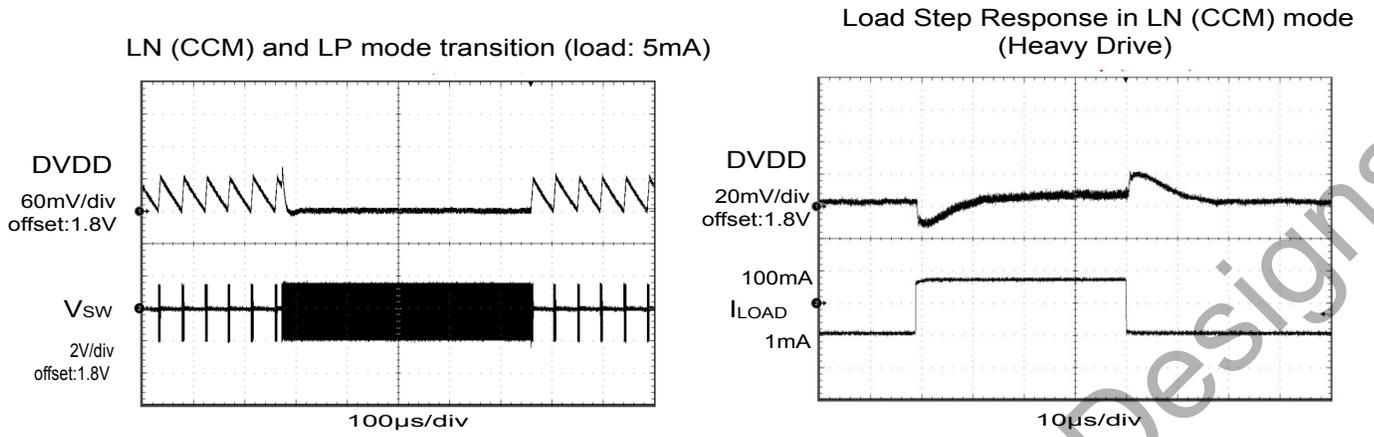 LN (CCM) and LP mode transition (load: 5mA)
DVDD
60mV/div
offset:1.8V
VSW
2V/div
offset:1.8V
100µs/div
Load Step Response in LN (CCM) mode
(Heavy Drive)
DVDD
20mV/div
offset:1.8V
100mA
ILOAD
1mA
10µs/div
Designs